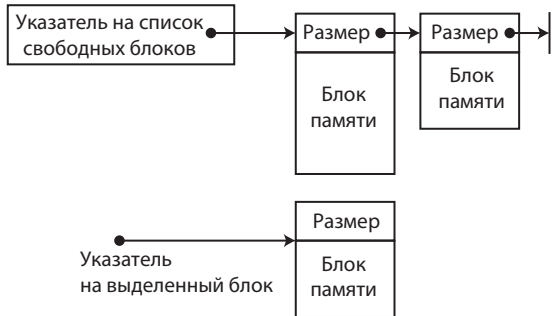 Указатель на список
свободных блоков
Размер
Блок
памяти
Размер
Блок
памяти
Указатель
на выделенный блок
Размер
Блок
памяти